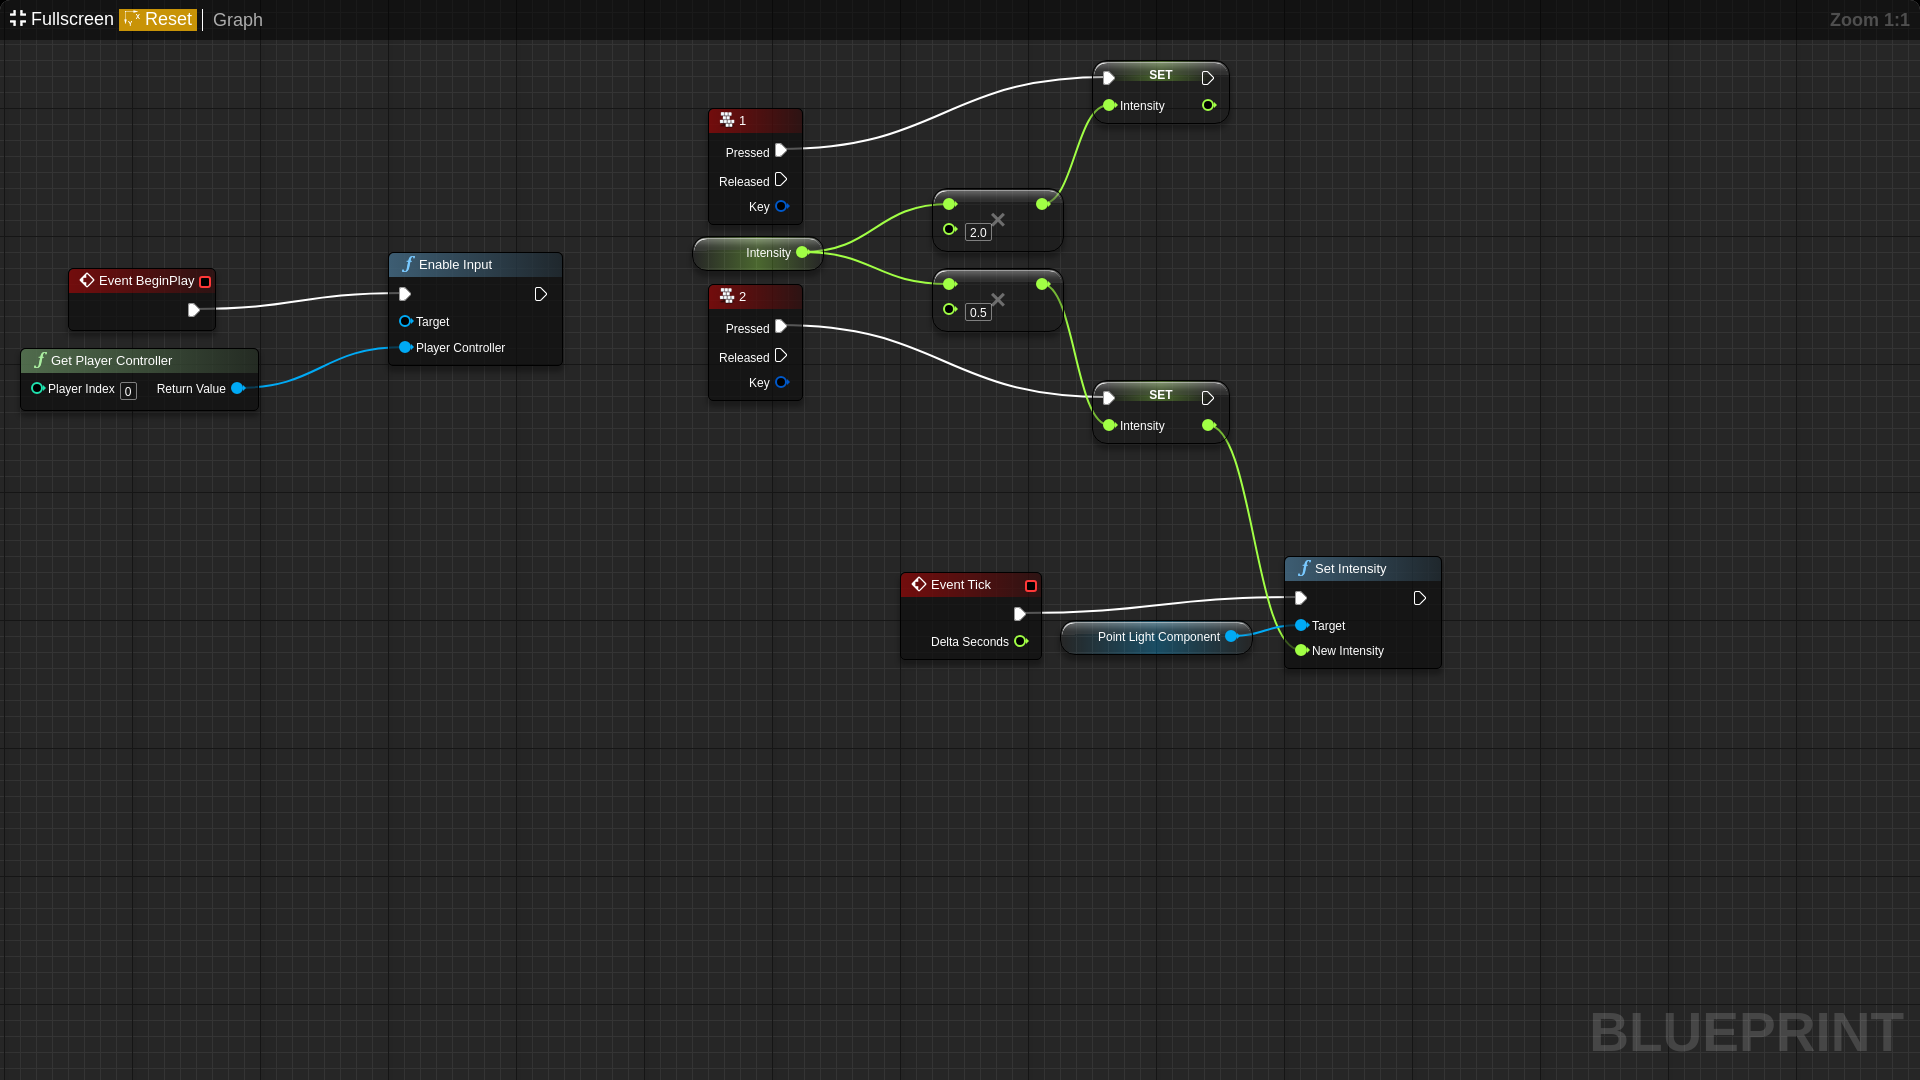 Fullscreen Reset Graph Zoom 1:1
SET
Intensity
1
Pressed
Released
Key
2.0
Intensity
Event BeginPlay
Enable Input
Target
Player Controller
Get Player Controller
Player Index 0 Return Value
2
Pressed
Released
Key
0.5
SET
Intensity
Event Tick
Delta Seconds
Point Light Component
Set Intensity
Target
New Intensity
BLUEPRINT